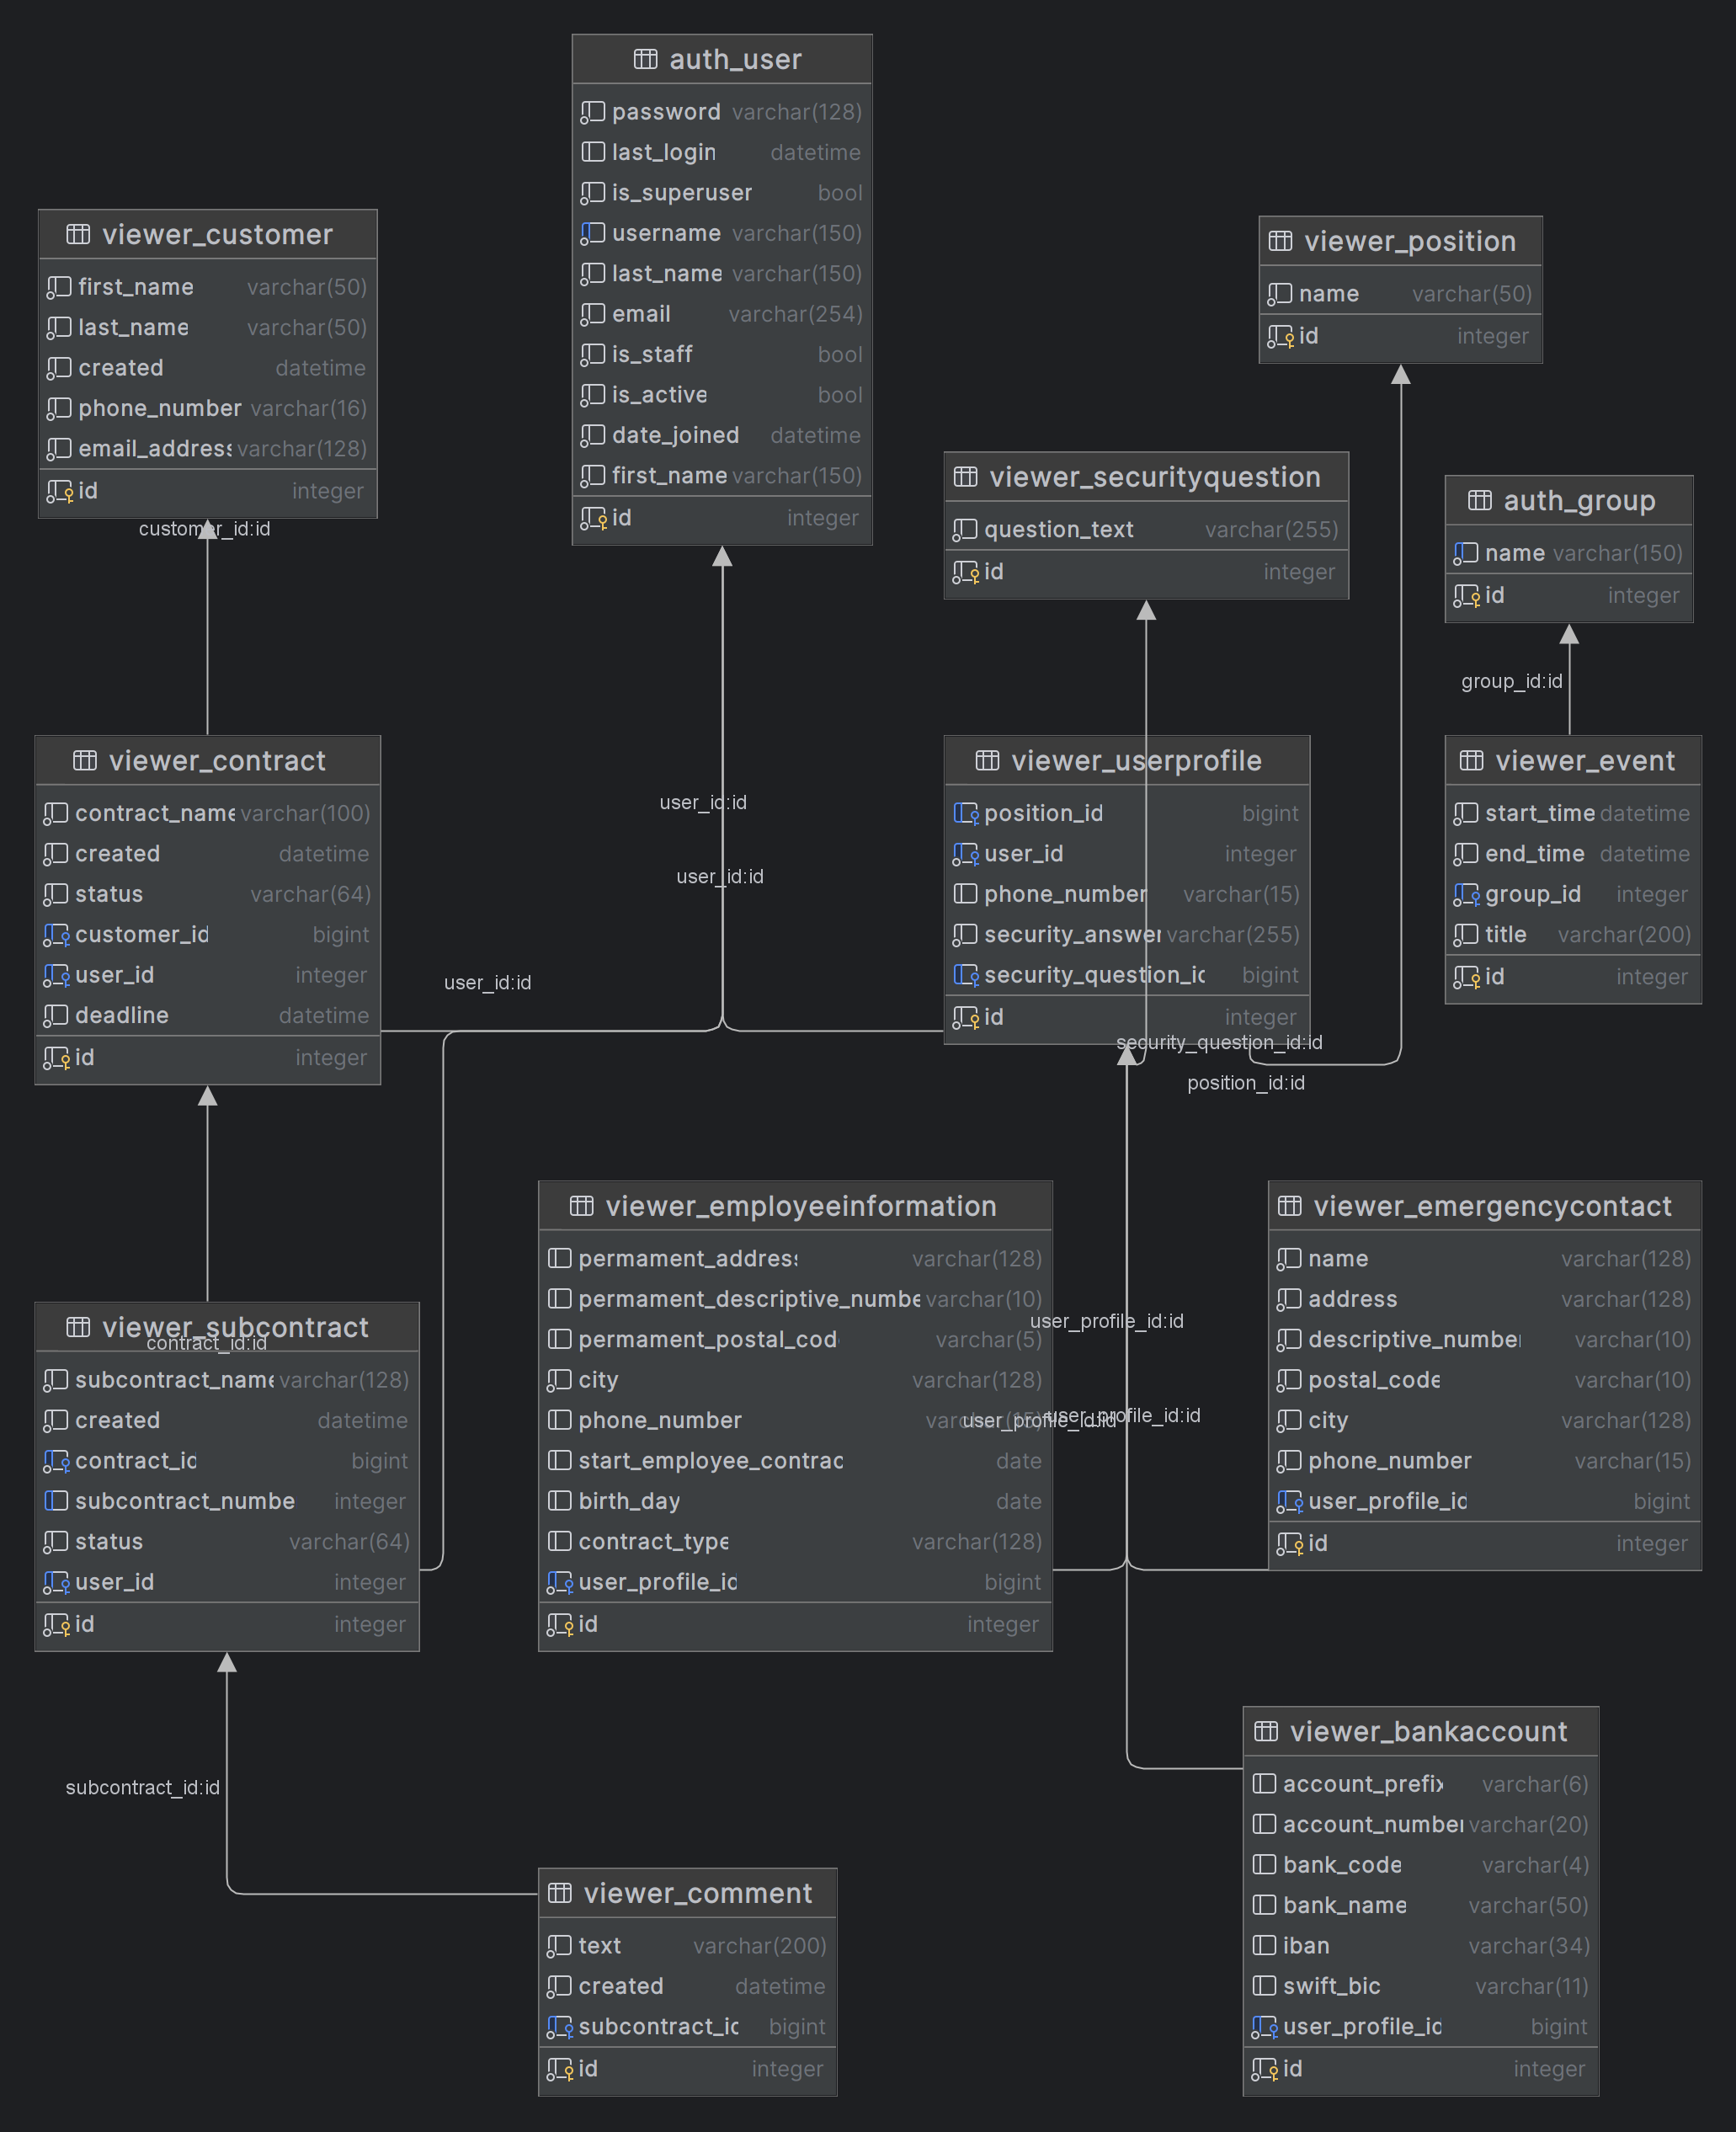 auth_user
password varchar(128)
last_login datetime
is_superuser bool
username varchar(150)
last_name varchar(150)
email varchar(254)
is_staff bool
is_active bool
date_joined datetime
first_name varchar(150)
id integer
viewer_customer
first_name varchar(50)
last_name varchar(50)
created datetime
phone_number varchar(16)
email_address varchar(128)
id integer
customer_id:id
viewer_position
name varchar(50)
id integer
viewer_securityquestion
question_text varchar(255)
id integer
auth_group
name varchar(150)
id integer
group_id:id
viewer_contract
contract_name varchar(100)
created datetime
status varchar(64)
customer_id bigint
user_id integer
deadline datetime
id integer
user_id:id
user_id:id
user_id:id
viewer_userprofile
position_id bigint
user_id integer
phone_number varchar(15)
security_answer varchar(255)
security_question_id bigint
id integer
security_question_id:id
position_id:id
viewer_event
start_time datetime
end_time datetime
group_id integer
title varchar(200)
id integer
viewer_subcontract
contract_id:id
subcontract_name varchar(128)
created datetime
contract_id bigint
subcontract_numbe integer
status varchar(64)
user_id integer
id integer
viewer_employeeinformation
permament_address varchar(128)
permament_descriptive_numbe varchar(10)
permament_postal_cod varchar(5)
city varchar(128)
phone_number varchar(15)
start_employee_contrac date
birth_day date
contract_type varchar(128)
user_profile_id bigint
id integer
user_profile_id:id
user_profile_id:id
user_profile_id:id
viewer_emergencycontact
name varchar(128)
address varchar(128)
descriptive_number varchar(10)
postal_code varchar(10)
city varchar(128)
phone_number varchar(15)
user_profile_id bigint
id integer
subcontract_id:id
viewer_comment
text varchar(200)
created datetime
subcontract_id bigint
id integer
viewer_bankaccount
account_prefix varchar(6)
account_number varchar(20)
bank_code varchar(4)
bank_name varchar(50)
iban varchar(34)
swift_bic varchar(11)
user_profile_id bigint
id integer